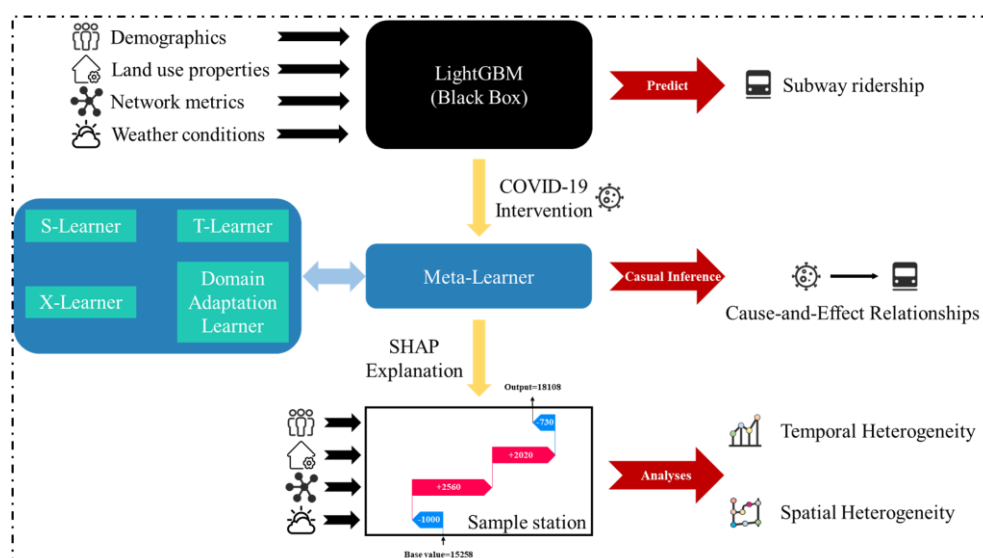 Demographics
Land use properties
Network metrics
Weather conditions
LightGBM
(Black Box)
Predict
Subway ridership
COVID-19
Intervention
S-Learner
T-Learner
X-Learner
Domain
Adaptation
Learner
Meta-Learner
Casual Inference
Cause-and-Effect Relationships
SHAP
Explanation
Output=18108
-730
+2020
+2560
-1000
Sample station
Base value=15258
Analyses
Temporal Heterogeneity
Spatial Heterogeneity